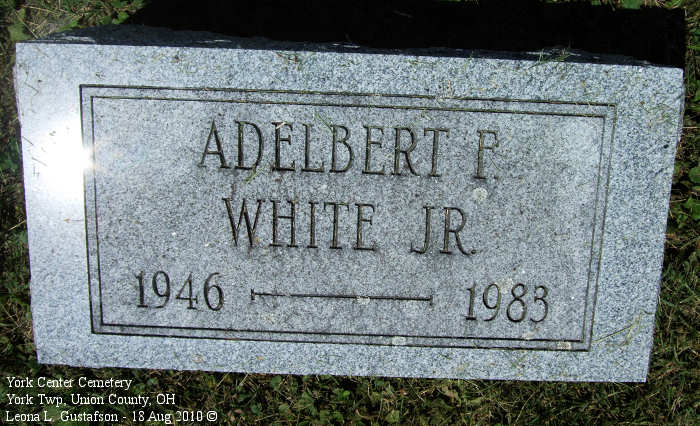 ADELBERT F.
WHITE JR.
1946 1983
York Center Cemetery
York Twp, Union County, OH
Leona L. Gustafson - 18 Aug 2010 ©